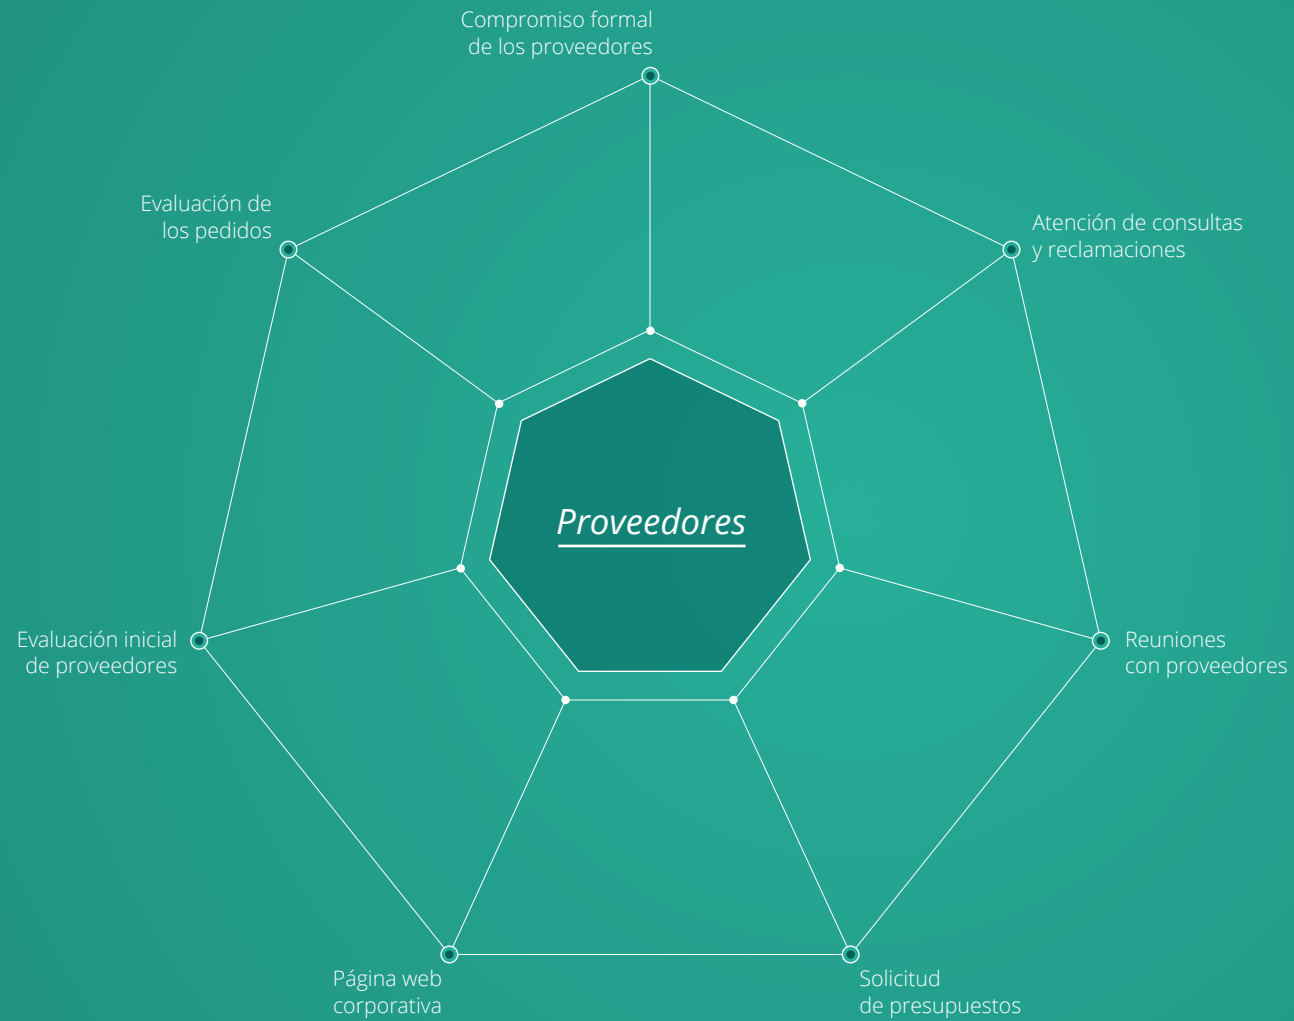 Compromiso formal
de los proveedores
Evaluación de
los pedidos
Atención de consultas
y reclamaciones
Proveedores
Evaluación inicial
de proveedores
Reuniones
con proveedores
Página web
corporativa
Solicitud
de presupuestos